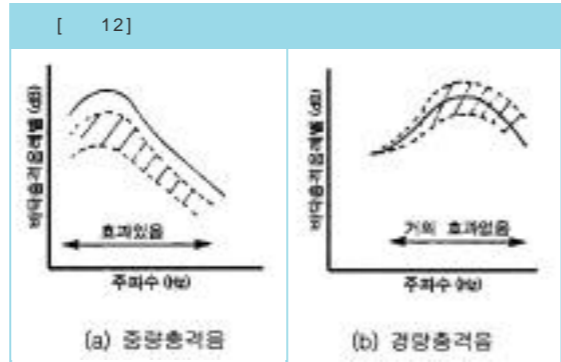 [ 12]
바닥충격음레벨 (dB)
효과있음
주파수 (Hz)
(a) 중량충격음
바닥충격음레벨 (dB)
거의 효과없음
주파수 (Hz)
(b) 경량충격음